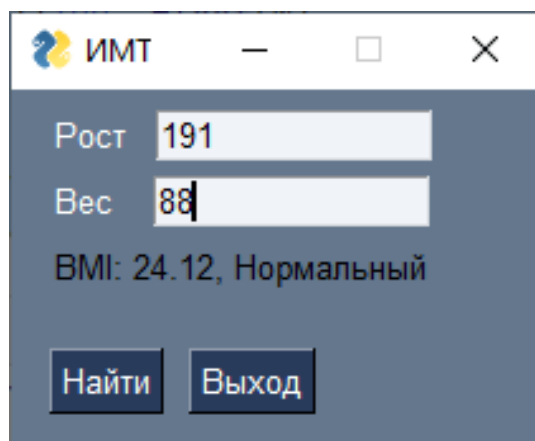 ИМТ
Рост 191
Вес 88
BMI: 24.12, Нормальный
Найти Выход